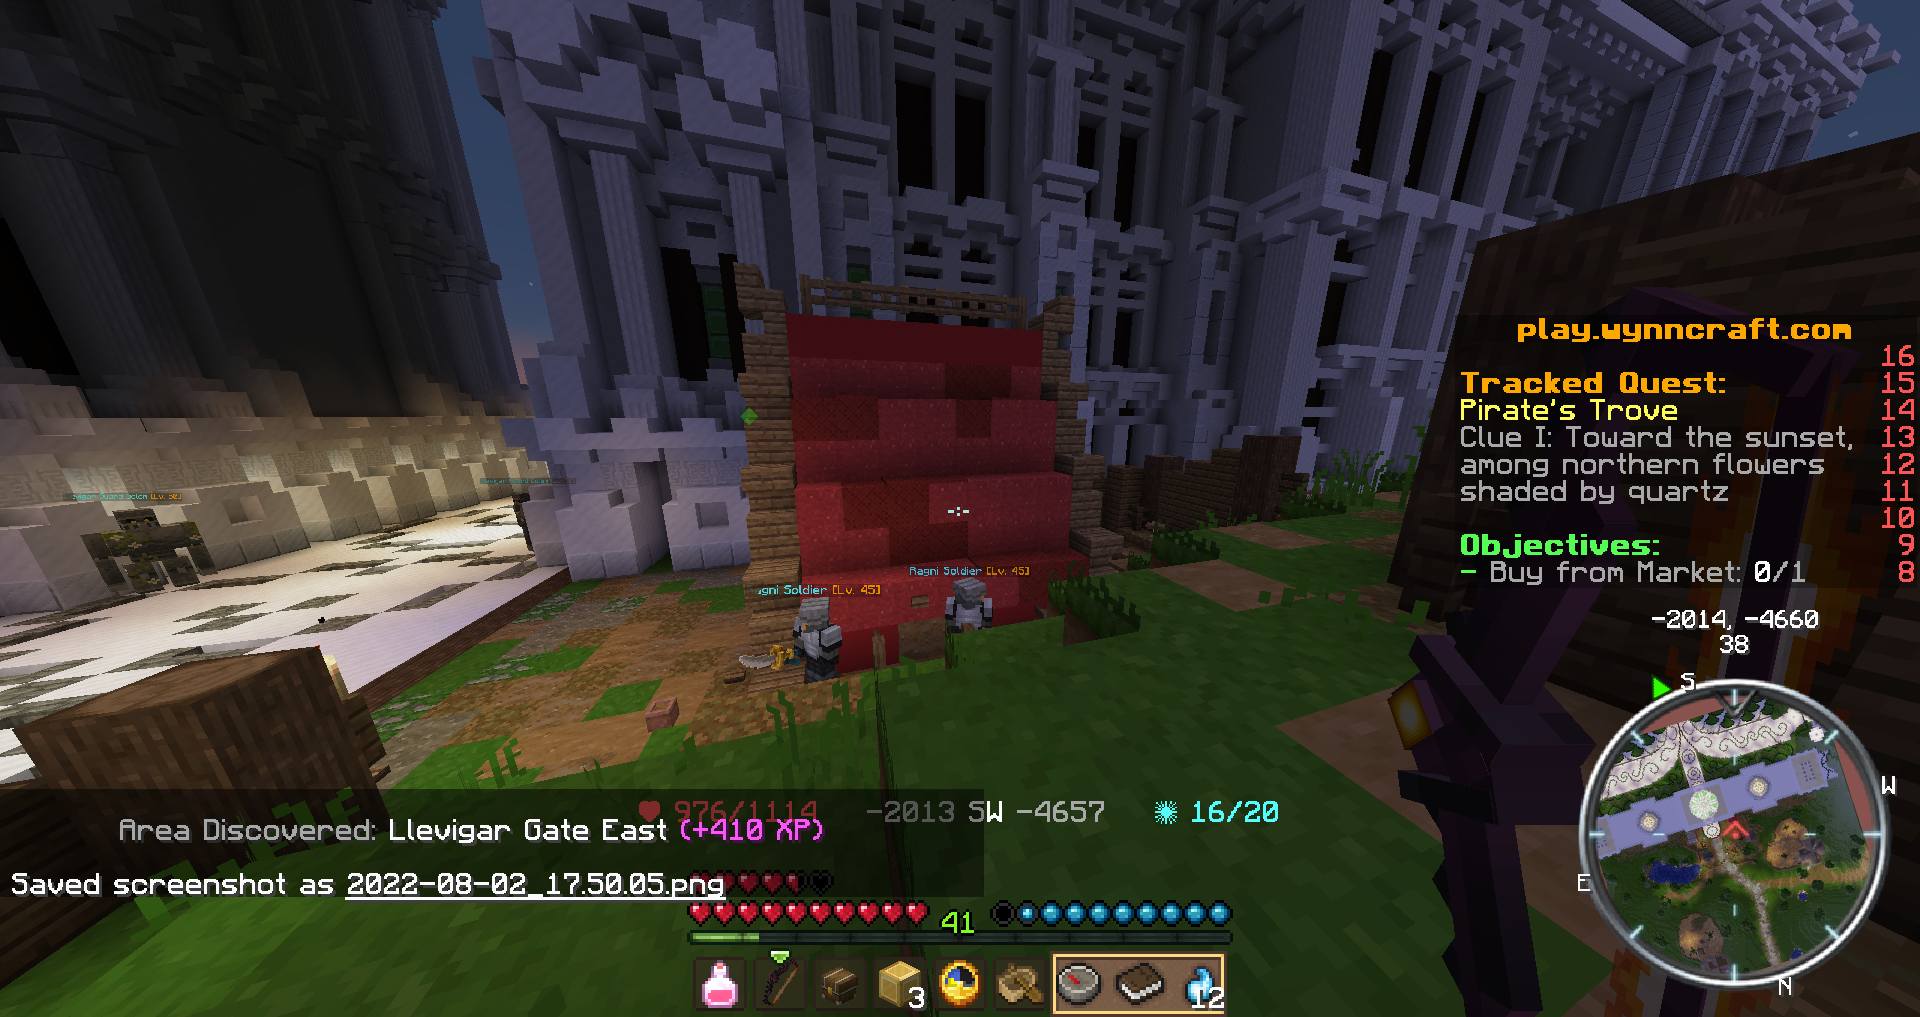 play.wynncraft.com
16
Tracked Quest: 15
Pirate's Trove 14
Clue I: Toward the sunset, 13
among northern flowers 12
shaded by quartz 11
10
Objectives: 9
- Buy from Market: 0/1 8
-2014, -4660
38
S
W
E
N
Ragni Soldier [Lv. 45]
gni Soldier [Lv. 45]
976/1114 -2013 SW -4657 16/20
Area Discovered: Llevigar Gate East (+410 XP)
Saved screenshot as 2022-08-02_17.50.05.png
41
3
12